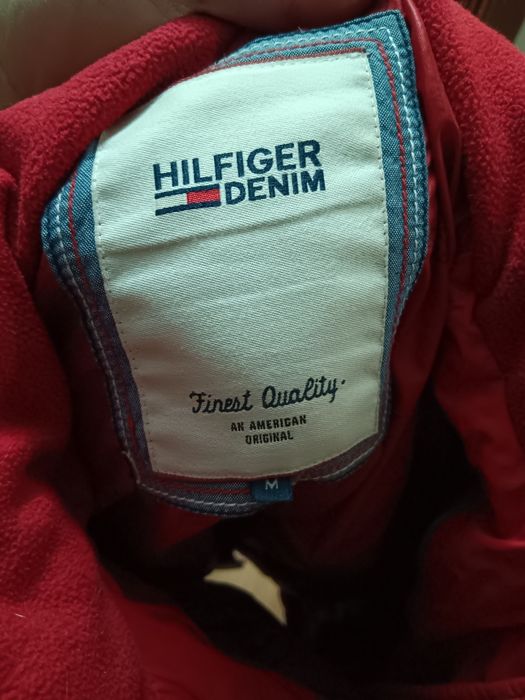 HILFIGER
DENIM
Finest Quality.
AN AMERICAN
ORIGINAL
M